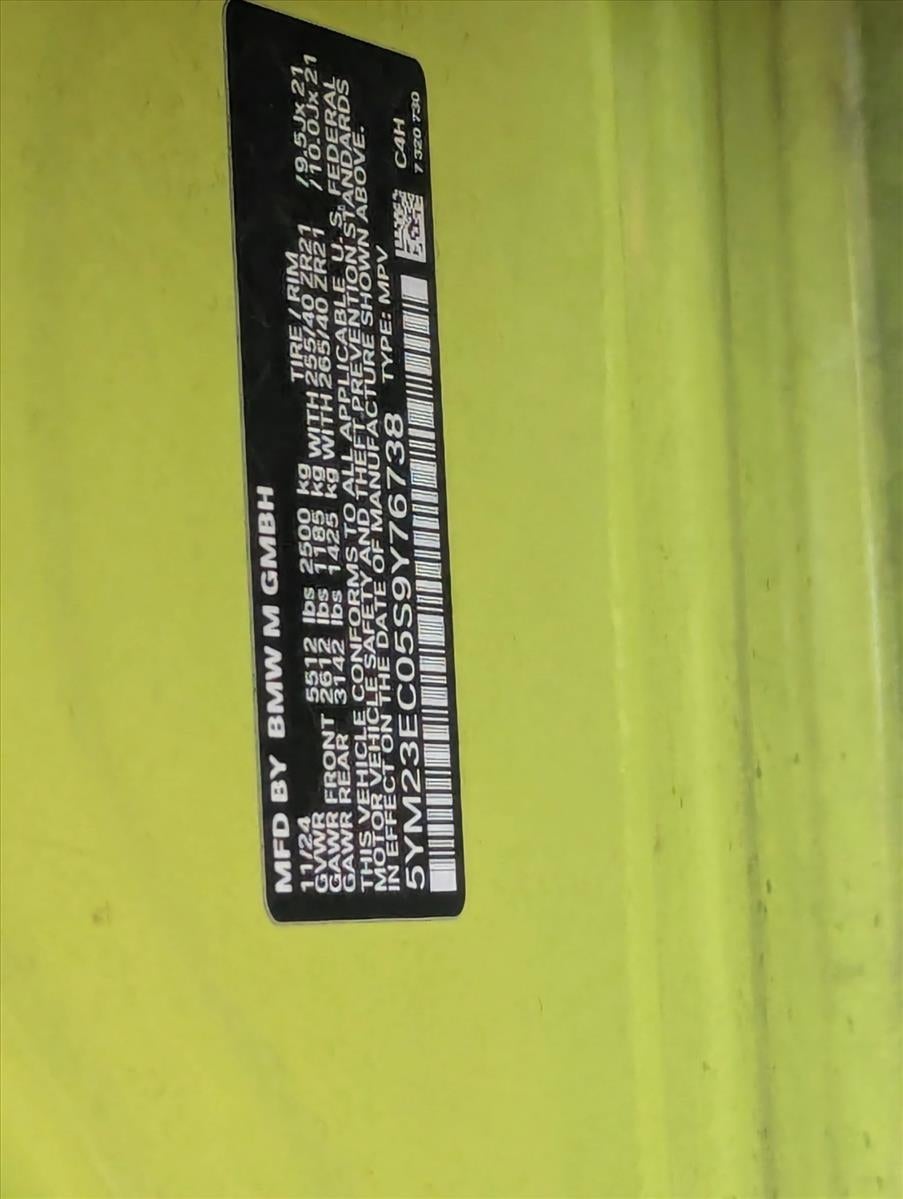 MFD BY BMW M GMBH
11/24 TIRE / RIM
GVWR 5512 lbs 2500 kg
GAWR FRONT 2612 lbs 1185 kg WITH 255/40 ZR21 /9.5Jx21
GAWR REAR 3142 lbs 1425 kg WITH 265/40 ZR21 /10.0Jx21
THIS VEHICLE CONFORMS TO ALL APPLICABLE U.S. FEDERAL
MOTOR VEHICLE SAFETY AND THEFT PREVENTION STANDARDS
IN EFFECT ON THE DATE OF MANUFACTURE SHOWN ABOVE.
5YM23EC05S9Y76738 TYPE: MPV C4H
7 320 730